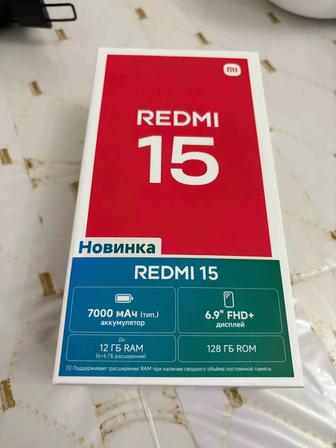 mi
REDMI
15
Новинка
REDMI 15
7000 мАч (тип.)
аккумулятор
6.9" FHD+
дисплей
До
12 ГБ RAM
(6+6 ГБ расширение)
128 ГБ ROM
[1] Поддерживает расширение RAM при наличии свободного объёма постоянной памяти.